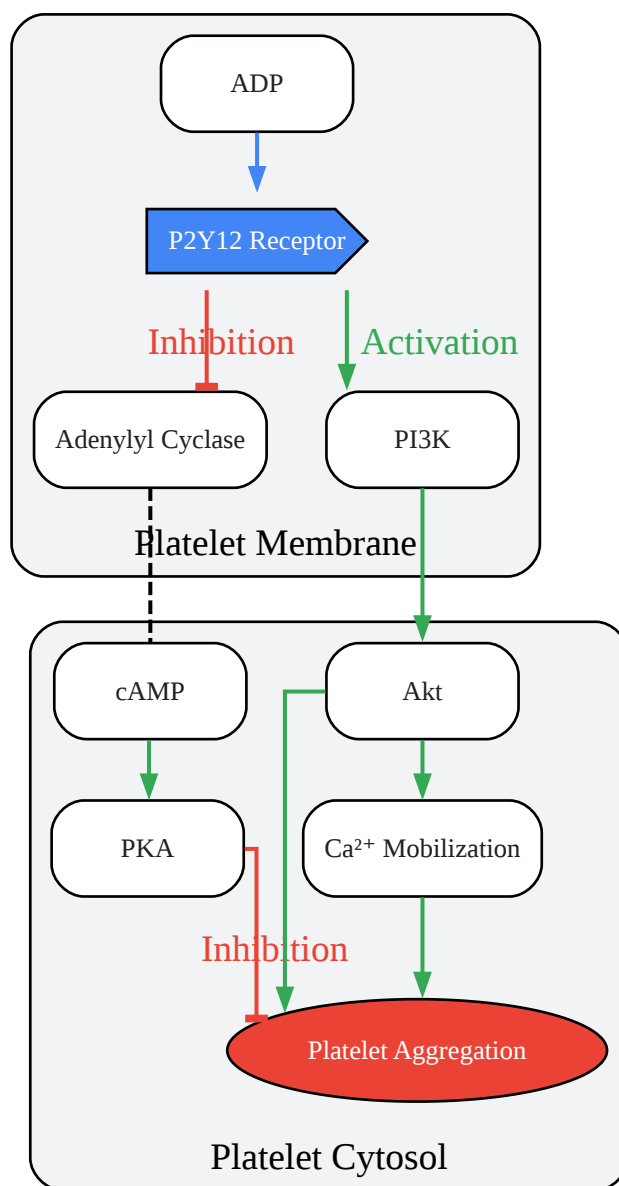 ADP
P2Y12 Receptor
Inhibition
Activation
Adenylyl Cyclase
PI3K
Platelet Membrane
cAMP
Akt
PKA
Ca²⁺ Mobilization
Inhibition
Platelet Aggregation
Platelet Cytosol